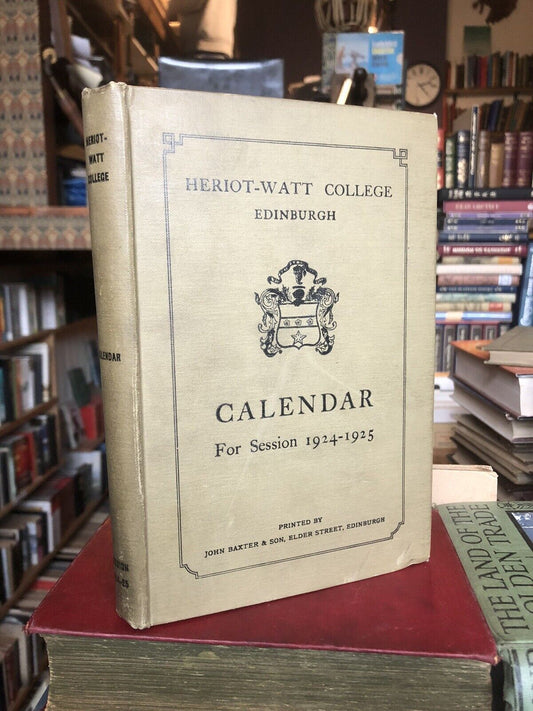 HERIOT-
WATT
COLLEGE
CALENDAR
HERIOT-WATT COLLEGE
EDINBURGH
CALENDAR
For Session 1924-1925
PRINTED BY
JOHN BAXTER & SON, ELDER STREET, EDINBURGH
THE LAND OF THE
GOLDEN TRADE